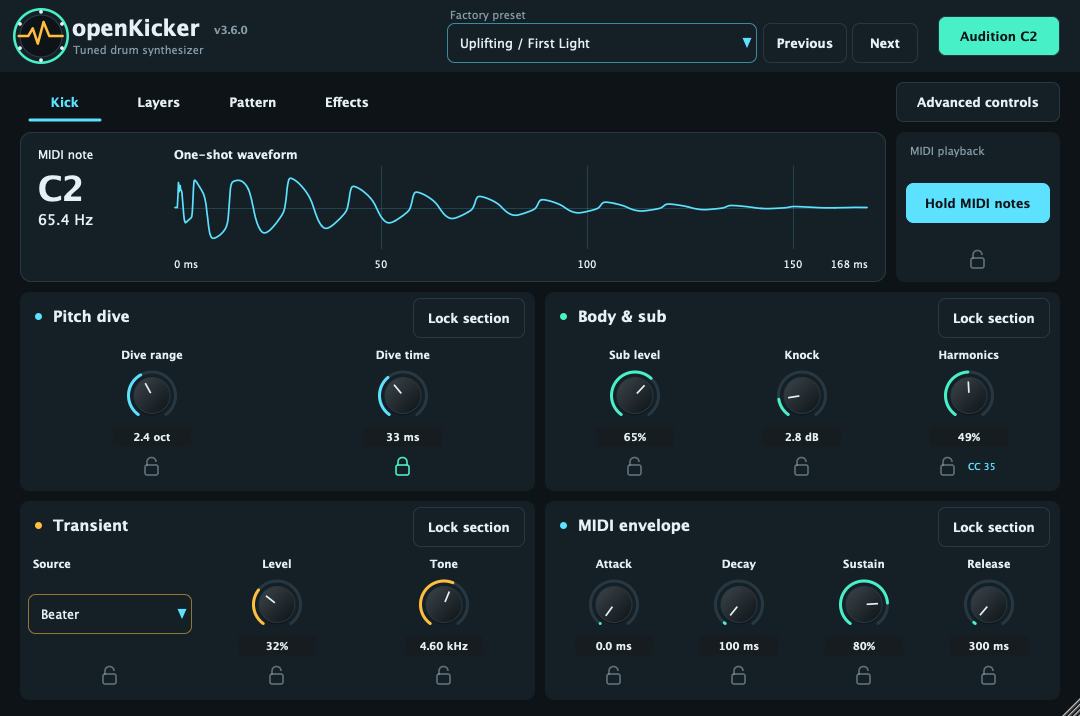 openKicker v3.6.0
Tuned drum synthesizer
Factory preset
Uplifting / First Light
Previous
Next
Audition C2
Kick
Layers
Pattern
Effects
Advanced controls
MIDI note
C2
65.4 Hz
One-shot waveform
0 ms
50
100
150
168 ms
MIDI playback
Hold MIDI notes
Pitch dive
Lock section
Dive range
Dive time
2.4 oct
33 ms
Body & sub
Lock section
Sub level
Knock
Harmonics
65%
2.8 dB
49%
CC 35
Transient
Lock section
Source
Level
Tone
Beater
32%
4.60 kHz
MIDI envelope
Lock section
Attack
Decay
Sustain
Release
0.0 ms
100 ms
80%
300 ms